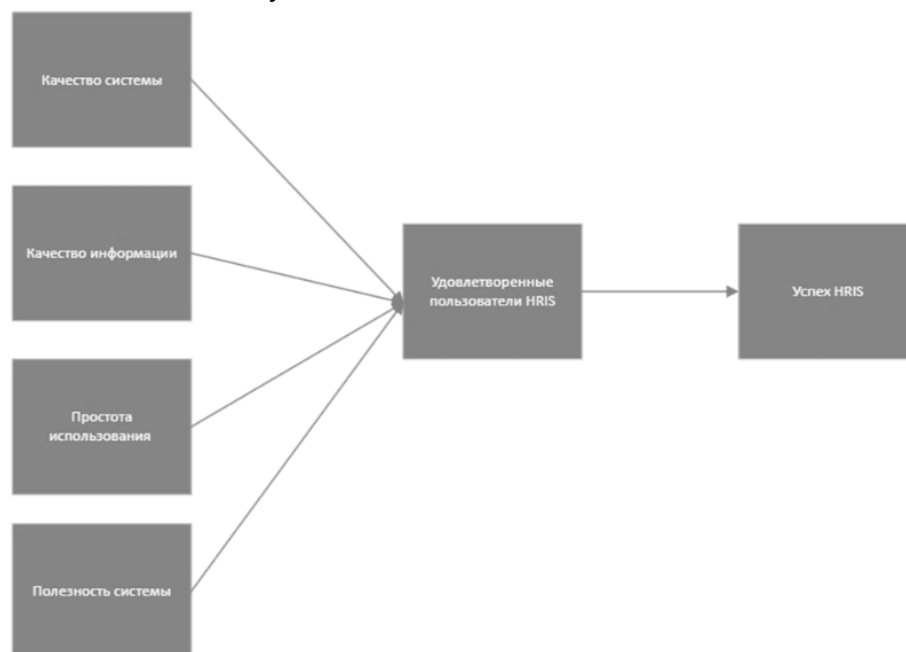 Качество системы
Качество информации
Простота
использования
Полезность системы
Удовлетворенные
пользователи HRIS
Успех HRIS